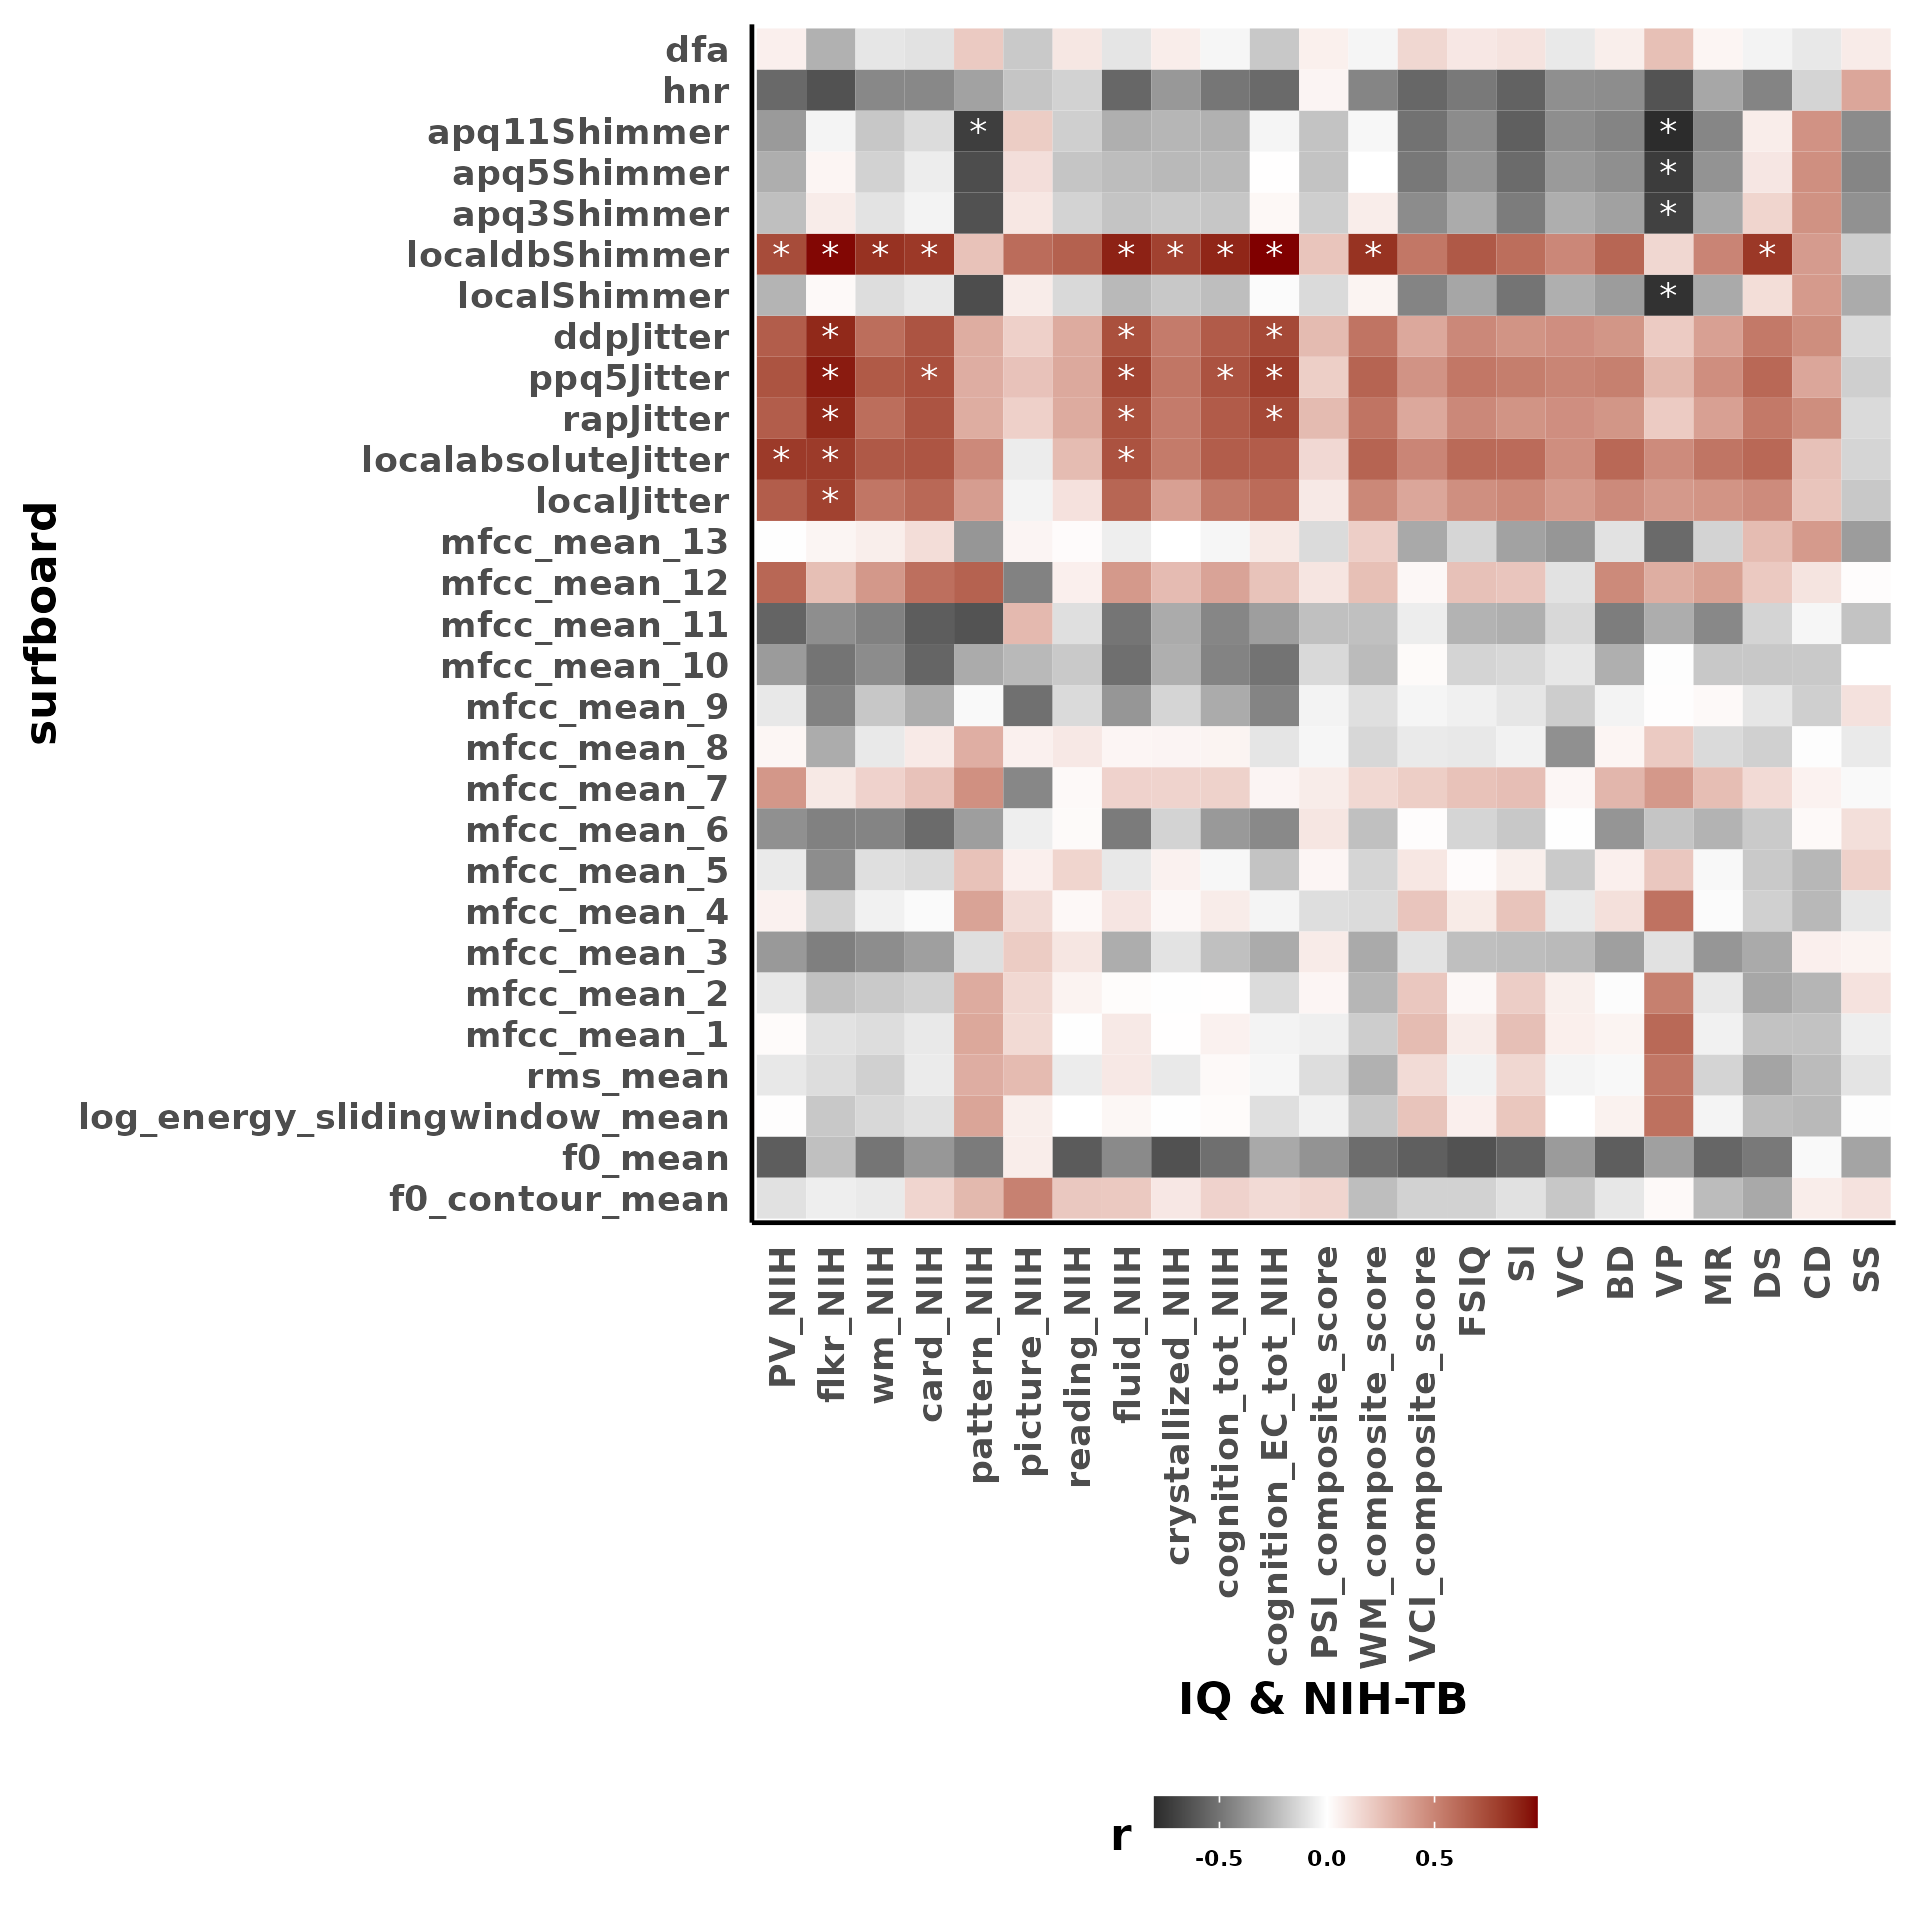 surfboard
dfa
hnr
apq11Shimmer *  *
apq5Shimmer *
apq3Shimmer *
localdbShimmer * * * * * * * * * *
localShimmer *
ddpJitter * * *
ppq5Jitter * * * * *
rapJitter * * *
localabsoluteJitter * * *
localJitter *
mfcc_mean_13
mfcc_mean_12
mfcc_mean_11
mfcc_mean_10
mfcc_mean_9
mfcc_mean_8
mfcc_mean_7
mfcc_mean_6
mfcc_mean_5
mfcc_mean_4
mfcc_mean_3
mfcc_mean_2
mfcc_mean_1
rms_mean
log_energy_slidingwindow_mean
f0_mean
f0_contour_mean
PV_NIH
flkr_NIH
wm_NIH
card_NIH
pattern_NIH
picture_NIH
reading_NIH
fluid_NIH
crystallized_NIH
cognition_tot_NIH
cognition_EC_tot_NIH
PSI_composite_score
WM_composite_score
VCI_composite_score
FSIQ
SI
VC
BD
VP
MR
DS
CD
SS
IQ & NIH-TB
r
-0.5 0.0 0.5